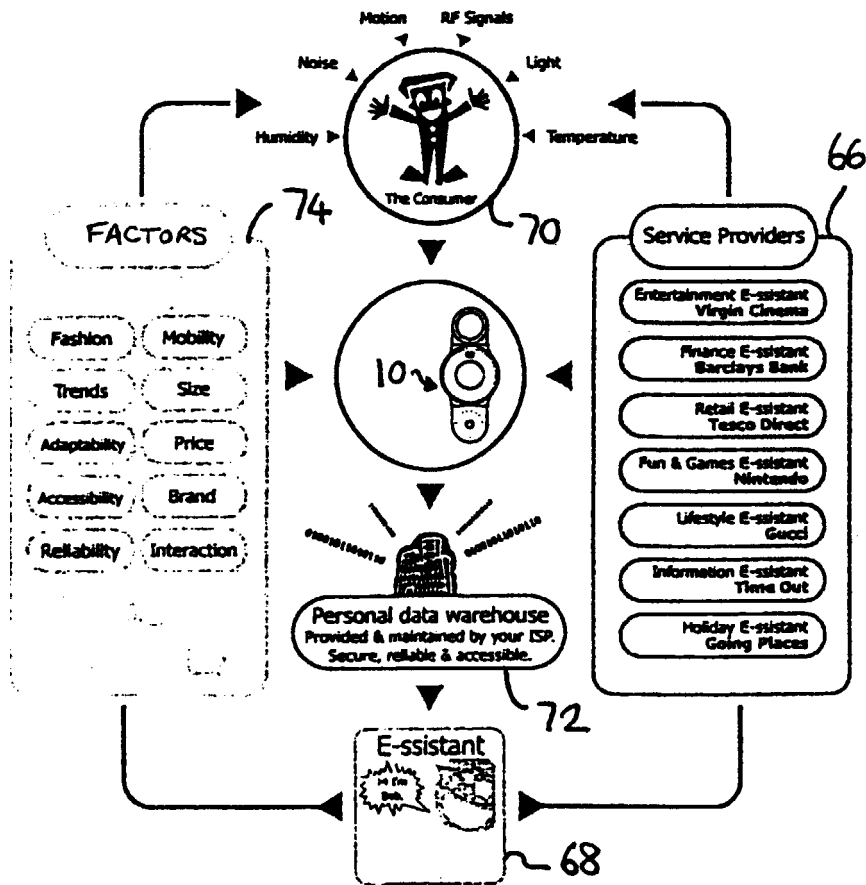 Motion
RF Signals
Noise
Light
Humidity
Temperature
The Consumer
70
FACTORS
74
Fashion
Mobility
Trends
Size
Adaptability
Price
Accessibility
Brand
Reliability
Interaction
10
66
Service Providers
Entertainment E-ssistant
Virgin Cinema
Finance E-ssistant
Barclays Bank
Retail E-ssistant
Tesco Direct
Fun & Games E-ssistant
Nintendo
Lifestyle E-ssistant
Gucci
Information E-ssistant
Time Out
Holiday E-ssistant
Going Places
Personal data warehouse
Provided & maintained by your ISP.
Secure, reliable & accessible.
72
E-ssistant
Hi I'm
Bob.
68